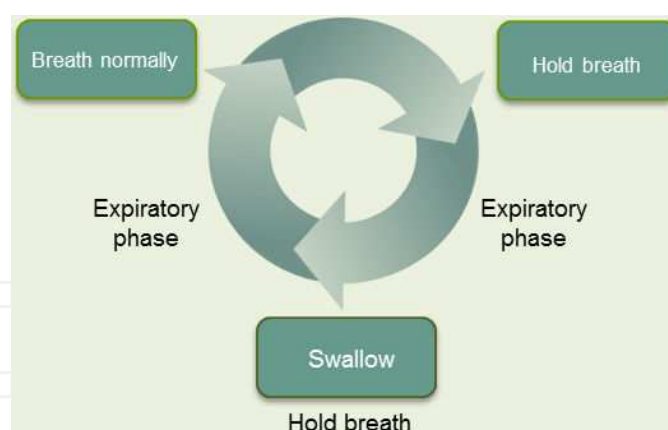 Breath normally
Hold breath
Expiratory
phase
Expiratory
phase
Swallow
Hold breath